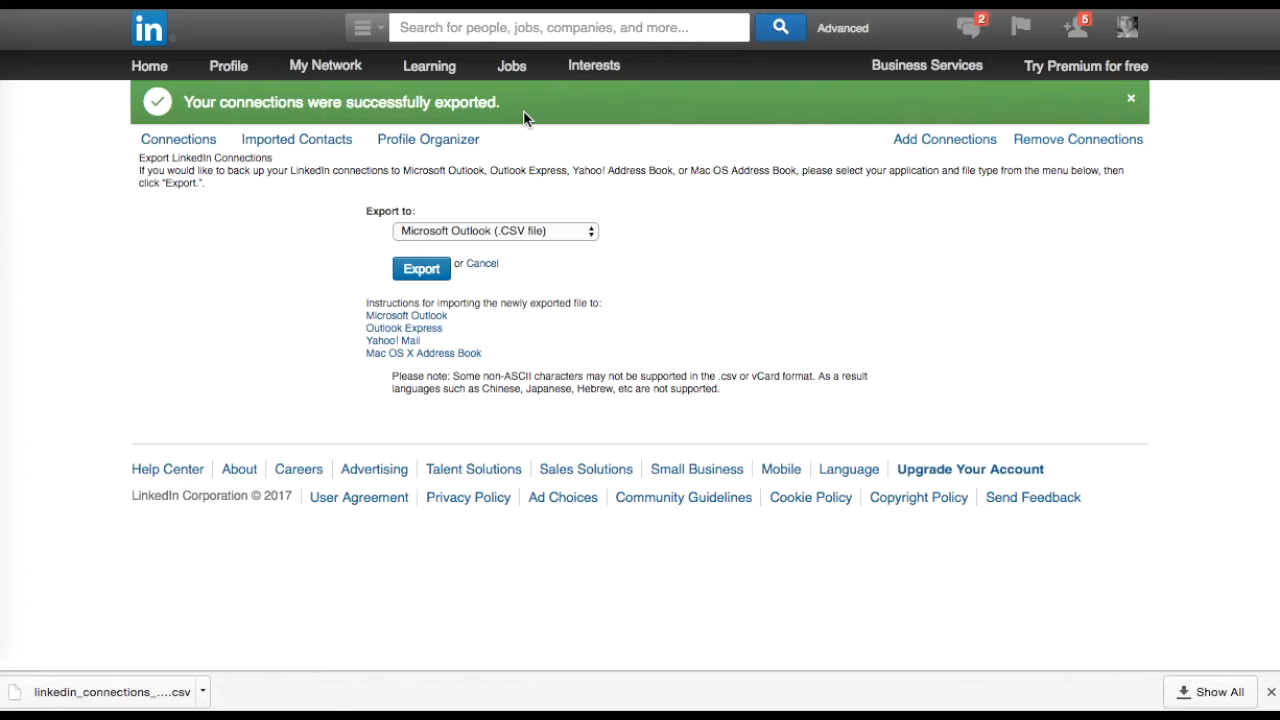 in
Search for people, jobs, companies, and more...
Advanced
2
5
Home Profile My Network Learning Jobs Interests Business Services Try Premium for free
Your connections were successfully exported. ×
Connections Imported Contacts Profile Organizer Add Connections Remove Connections
Export LinkedIn Connections
If you would like to back up your LinkedIn connections to Microsoft Outlook, Outlook Express, Yahoo! Address Book, or Mac OS Address Book, please select your application and file type from the menu below, then
click "Export.".
Export to:
Microsoft Outlook (.CSV file)
Export or Cancel
Instructions for importing the newly exported file to:
Microsoft Outlook
Outlook Express
Yahoo! Mail
Mac OS X Address Book
Please note: Some non-ASCII characters may not be supported in the .csv or vCard format. As a result
languages such as Chinese, Japanese, Hebrew, etc are not supported.
Help Center About Careers Advertising Talent Solutions Sales Solutions Small Business Mobile Language Upgrade Your Account
LinkedIn Corporation © 2017 User Agreement Privacy Policy Ad Choices Community Guidelines Cookie Policy Copyright Policy Send Feedback
linkedin_connections_....csv Show All ×